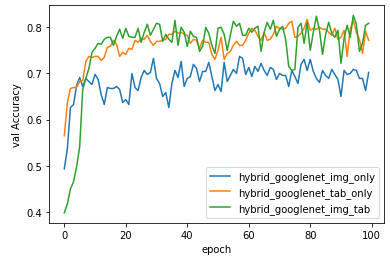 0.8
0.7
0.6
0.5
0.4
val Accuracy
hybrid_googlenet_img_only
hybrid_googlenet_tab_only
hybrid_googlenet_img_tab
0 20 40 60 80 100
epoch